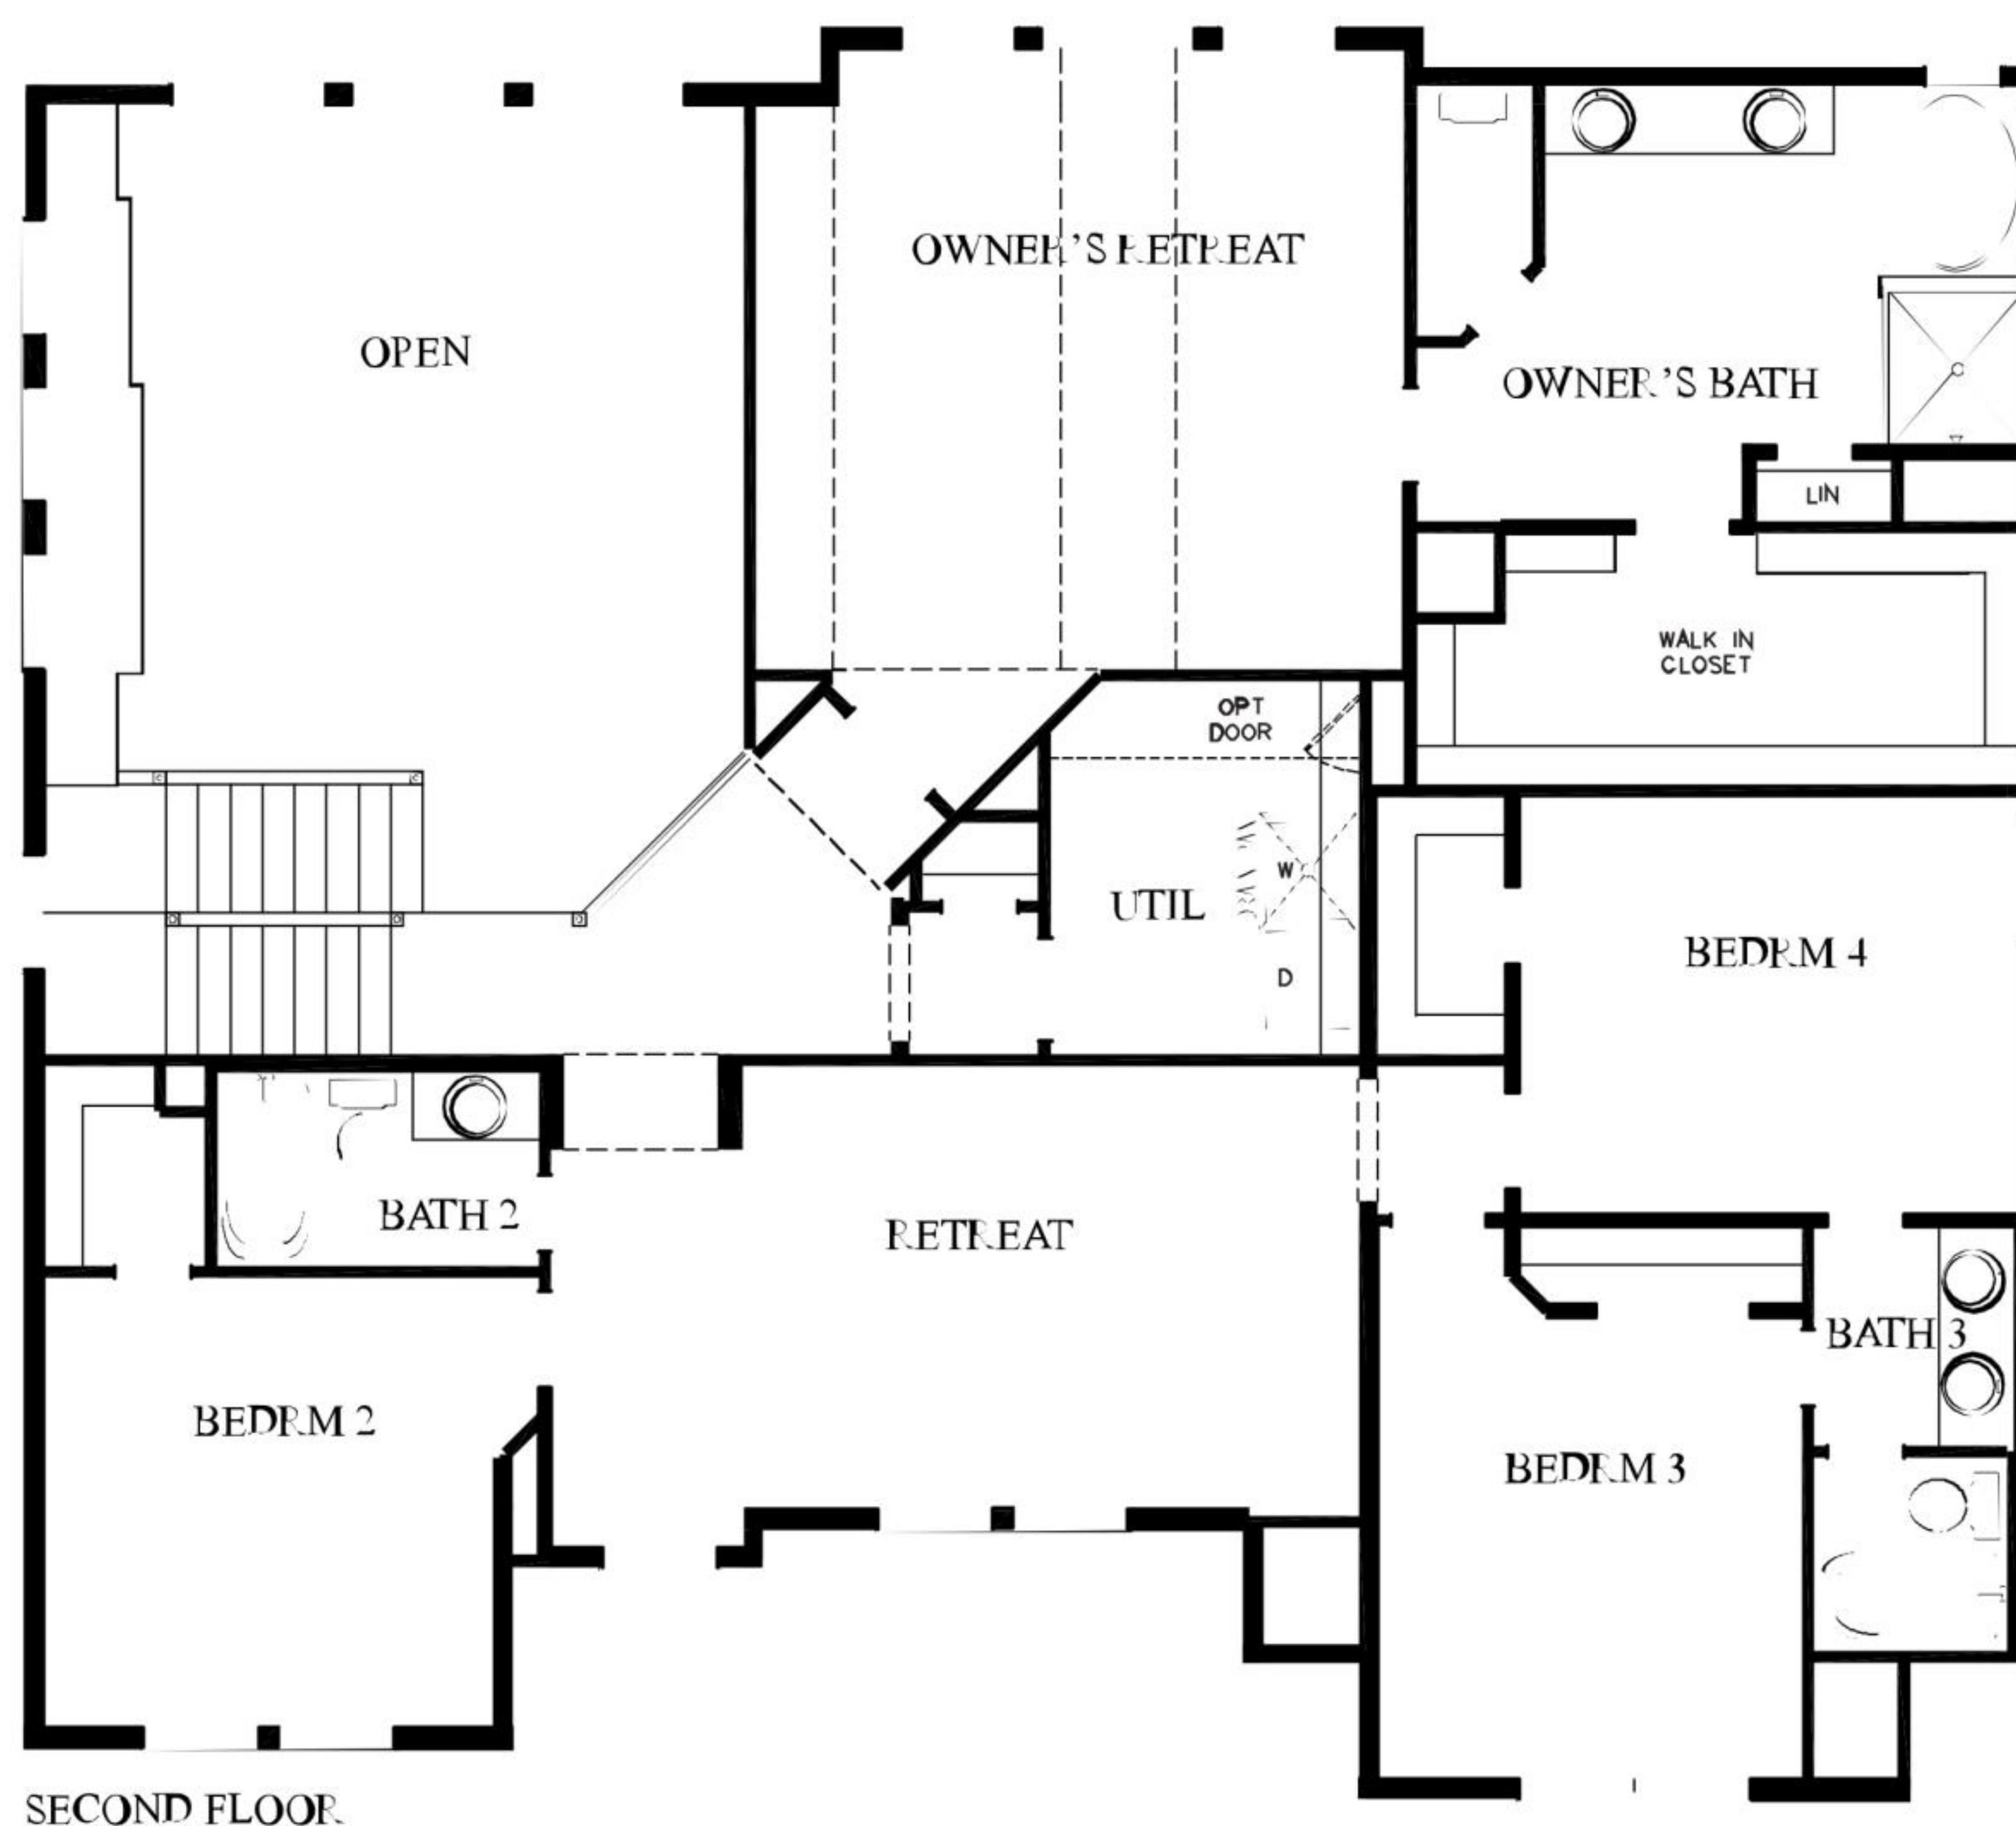 OWNER'S RETREAT
OPEN
OWNER'S BATH
LIN
WALK IN
CLOSET
OPT
DOOR
W
UTIL
D
BEDRM 4
BATH 2
RETREAT
BATH 3
BEDRM 2
BEDRM 3
SECOND FLOOR